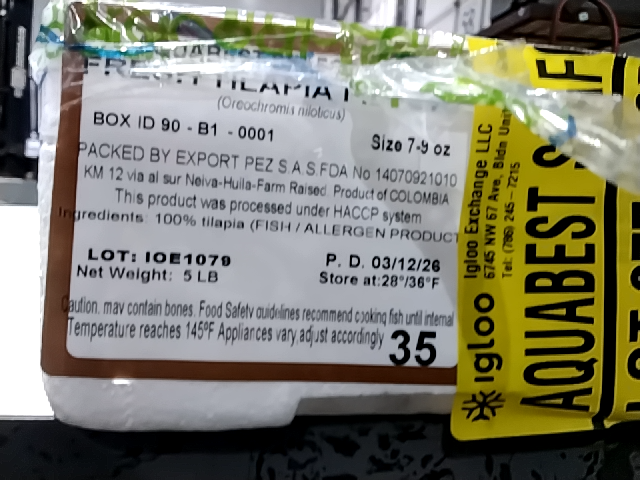 FRESH TILAPIA
(Oreochromis niloticus)
BOX ID 90 - B1 - 0001
Size 7-9 oz
PACKED BY EXPORT PEZ S.A.S.FDA No 14070921010
KM 12 via al sur Neiva-Huila-Farm Raised. Product of COLOMBIA
This product was processed under HACCP system
Ingredients: 100% tilapia (FISH / ALLERGEN PRODUCT
LOT: IOE1079
P. D. 03/12/26
Net Weight: 5 LB
Store at:28°/36°F
Caution, may contain bones. Food Safety guidelines recommend cooking fish until internal
Temperature reaches 145ºF Appliances vary,adjust accordingly
35
igloo
Igloo Exchange LLC
6745 NW 67 Ave, Bldg Unit
Tel: (786) 245 - 7215
AQUABEST